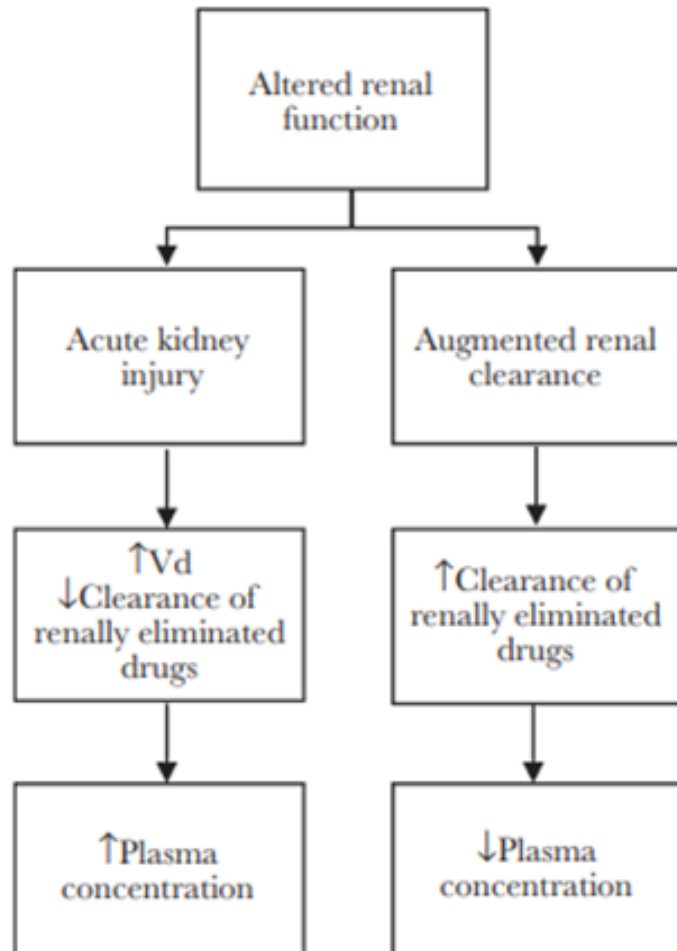 Altered renal
function
Acute kidney
injury
Augmented renal
clearance
↑Vd
↓Clearance of
renally eliminated
drugs
↑Clearance of
renally eliminated
drugs
↑Plasma
concentration
↓Plasma
concentration